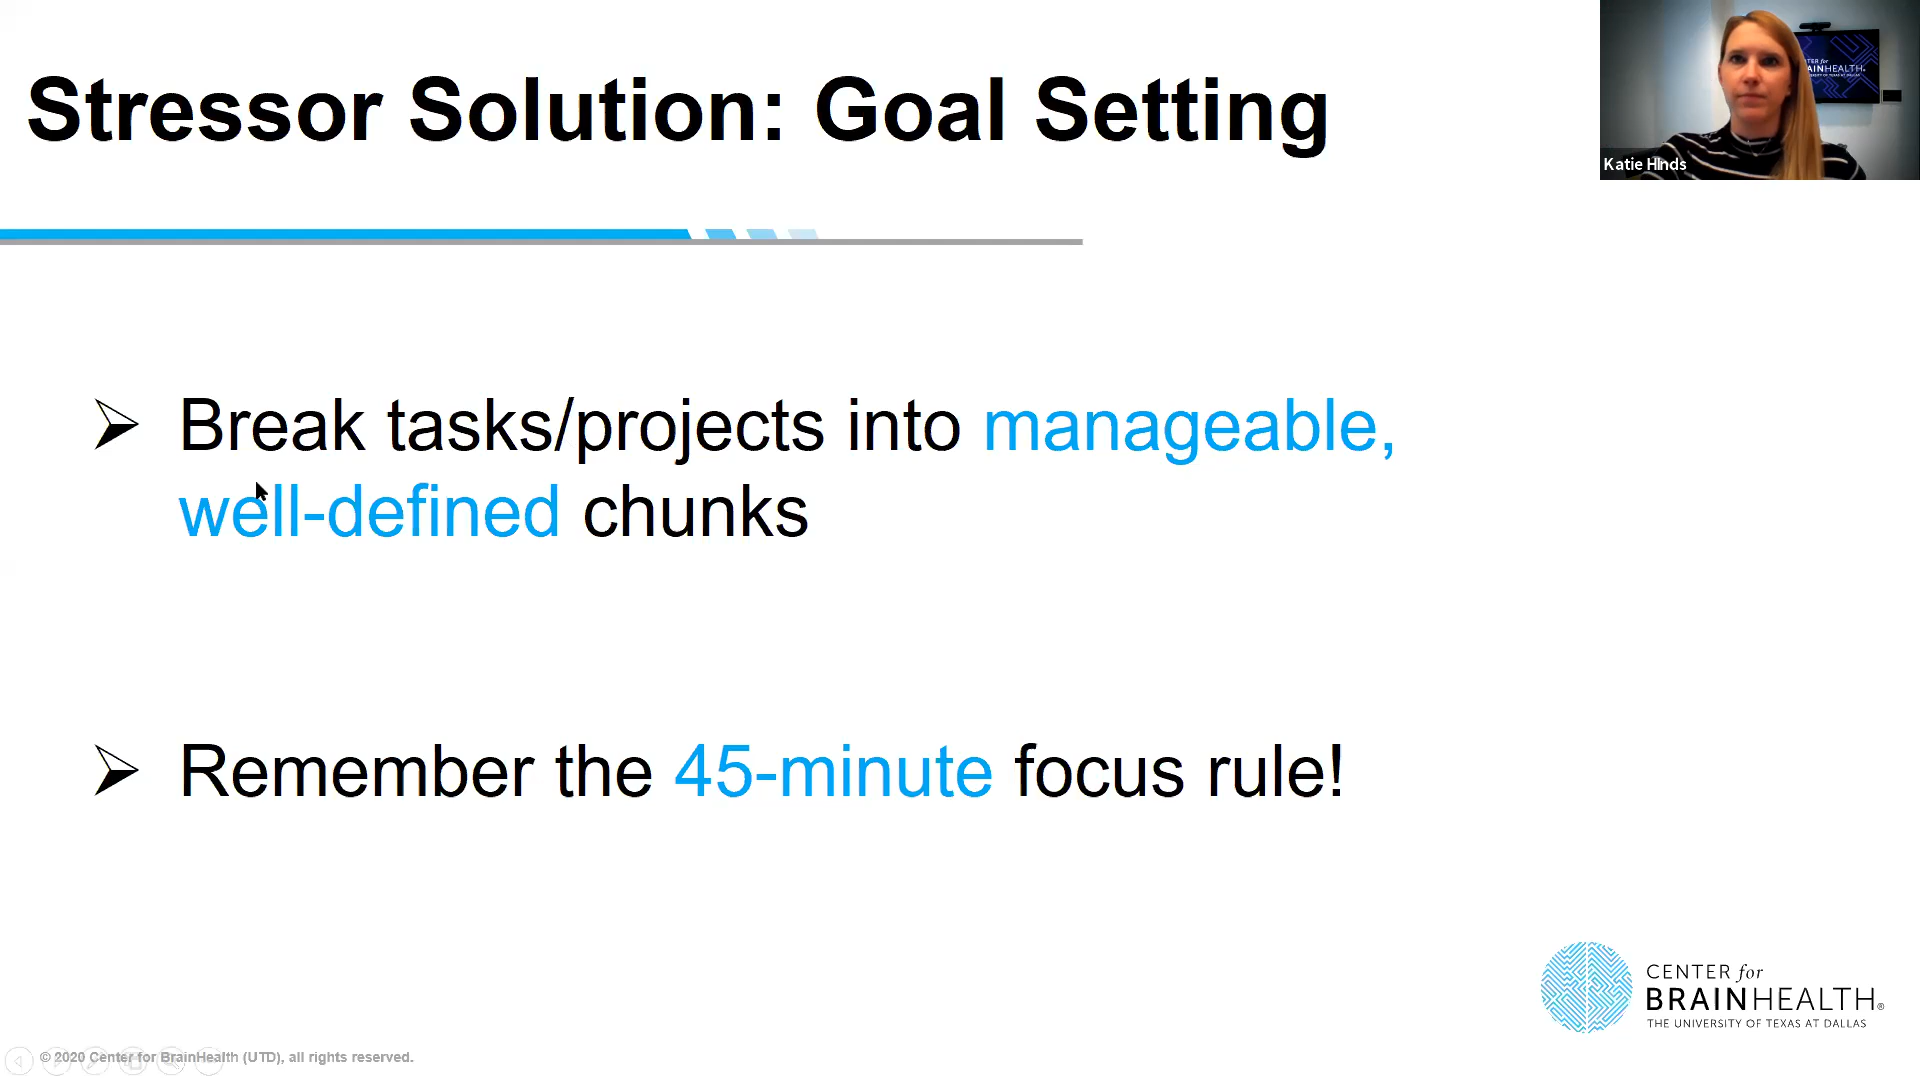 Stressor Solution: Goal Setting
Katie Hinds
Break tasks/projects into manageable,
well-defined chunks
Remember the 45-minute focus rule!
CENTER for
BRAINHEALTH®
THE UNIVERSITY OF TEXAS AT DALLAS
© 2020 Center for BrainHealth (UTD), all rights reserved.